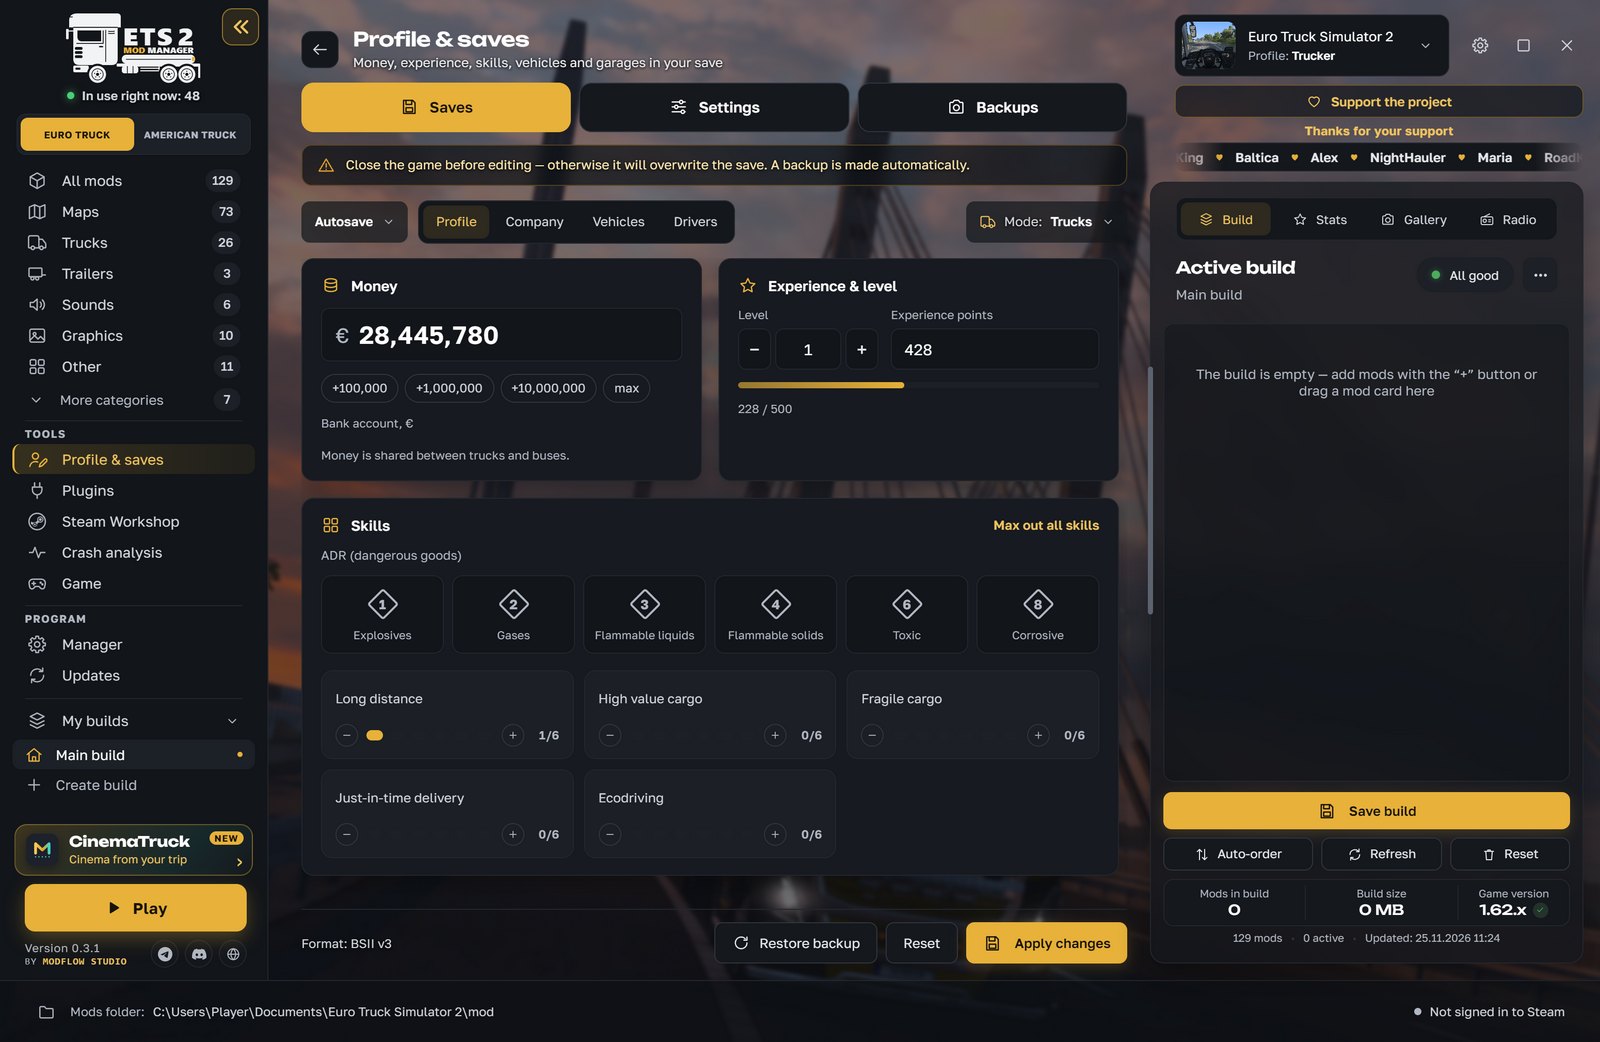 ETS 2
MOD MANAGER
In use right now: 48
EURO TRUCK
AMERICAN TRUCK
All mods 129
Maps 73
Trucks 26
Trailers 3
Sounds 6
Graphics 10
Other 11
More categories 7
TOOLS
Profile & saves
Plugins
Steam Workshop
Crash analysis
Game
PROGRAM
Manager
Updates
My builds
Main build
Create build
CinemaTruck NEW
Cinema from your trip
Play
Version 0.3.1
BY MODFLOW STUDIO
Profile & saves
Money, experience, skills, vehicles and garages in your save
Saves
Settings
Backups
Close the game before editing — otherwise it will overwrite the save. A backup is made automatically.
Autosave
Profile
Company
Vehicles
Drivers
Mode: Trucks
Money
€ 28,445,780
+100,000
+1,000,000
+10,000,000
max
Bank account, €
Money is shared between trucks and buses.
Experience & level
Level
Experience points
− 1 +
428
228 / 500
Skills
Max out all skills
ADR (dangerous goods)
1
Explosives
2
Gases
3
Flammable liquids
4
Flammable solids
6
Toxic
8
Corrosive
Long distance
− + 1/6
High value cargo
− + 0/6
Fragile cargo
− + 0/6
Just-in-time delivery
− + 0/6
Ecodriving
− + 0/6
Format: BSII v3
Restore backup
Reset
Apply changes
Euro Truck Simulator 2
Profile: Trucker
Support the project
Thanks for your support
King ♥ Baltica ♥ Alex ♥ NightHauler ♥ Maria ♥ Road
Build
Stats
Gallery
Radio
Active build
Main build
All good
...
The build is empty — add mods with the “+” button or
drag a mod card here
Save build
Auto-order
Refresh
Reset
Mods in build
0
Build size
0 MB
Game version
1.62.x
129 mods · 0 active · Updated: 25.11.2026 11:24
Mods folder: C:\Users\Player\Documents\Euro Truck Simulator 2\mod
Not signed in to Steam